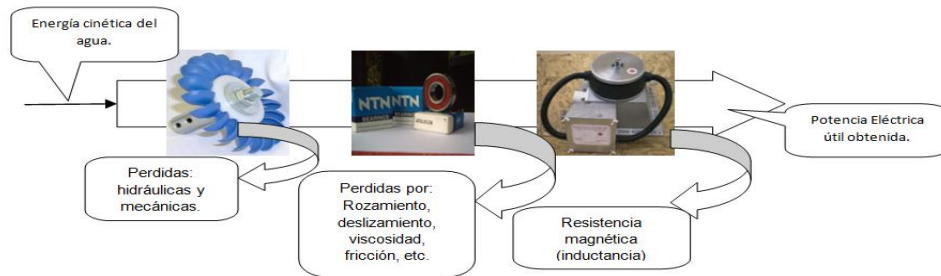 Energía cinética del
agua.
NTN NTN
BEARINGS
Potencia Eléctrica
útil obtenida.
Perdidas:
hidráulicas y
mecánicas.
Perdidas por:
Rozamiento,
deslizamiento,
viscosidad,
fricción, etc.
Resistencia
magnética
(inductancia)